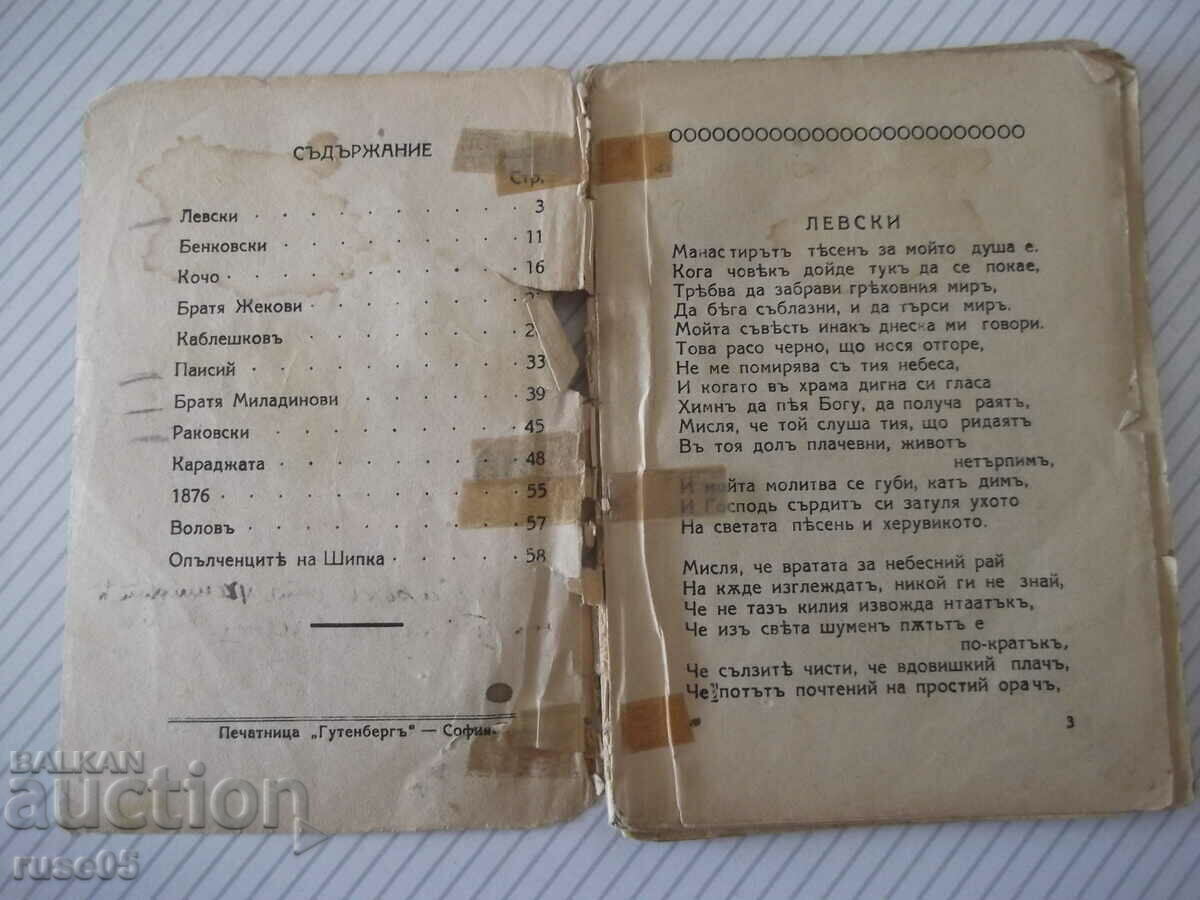 СЪДЪРЖАНИЕ
Стр.
Левски . . . . . . . . . . 3
Бенковски . . . . . . . . . 11
Кочо . . . . . . . . . . . 16
Братя Жекови . . . . . . .
Каблешковъ . . . . . . . . 2
Паисий . . . . . . . . . . 33
Братя Миладинови . . . . . . 39
Раковски . . . . . . . . . 45
Караджата . . . . . . . . . 48
1876 . . . . . . . . . . . 55
Воловъ . . . . . . . . . . 57
Опълченцитѣ на Шипка . . . . 58
Печатница „Гутенбергъ“ — София.
ооооооооооооооооооооооооо
ЛЕВСКИ
Манастирътъ тѣсенъ за мойто душа е.
Кога човѣкъ дойде тукъ да се покае,
Трѣбва да забрави грѣховния миръ,
Да бѣга съблазни, и да търси миръ.
Мойта съвѣсть инакъ днеска ми говори.
Това расо черно, що нося отгоре,
Не ме помирява съ тия небеса,
И когато въ храма дигна си гласа
Химнъ да пѣя Богу, да получа раятъ,
Мисля, че той слуша тия, що ридаятъ
Въ тоя долъ плачевни, животъ
нетърпимъ,
И мойта молитва се губи, катъ димъ,
И Господь сърдитъ си затуля ухото
На светата пѣсень и херувикото.
Мисля, че вратата за небесний рай
На кѫде изглеждатъ, никой ги не знай,
Че не тазъ килия извожда нтаатъкъ,
Че изъ свѣта шуменъ пѫтьтъ е
по-кратъкъ,
Че сълзитѣ чисти, че вдовишкий плачъ,
Че потътъ почтений на простий орачъ,
3
BALKAN
auction
ruse05